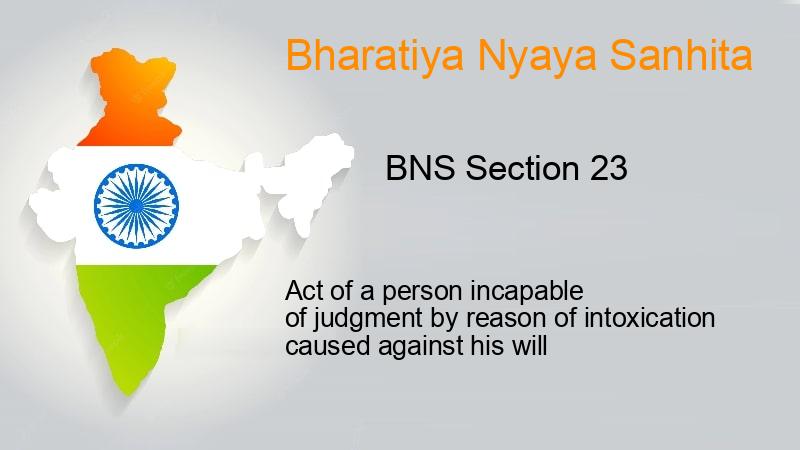 Bharatiya Nyaya Sanhita
BNS Section 23
Act of a person incapable
of judgment by reason of intoxication
caused against his will